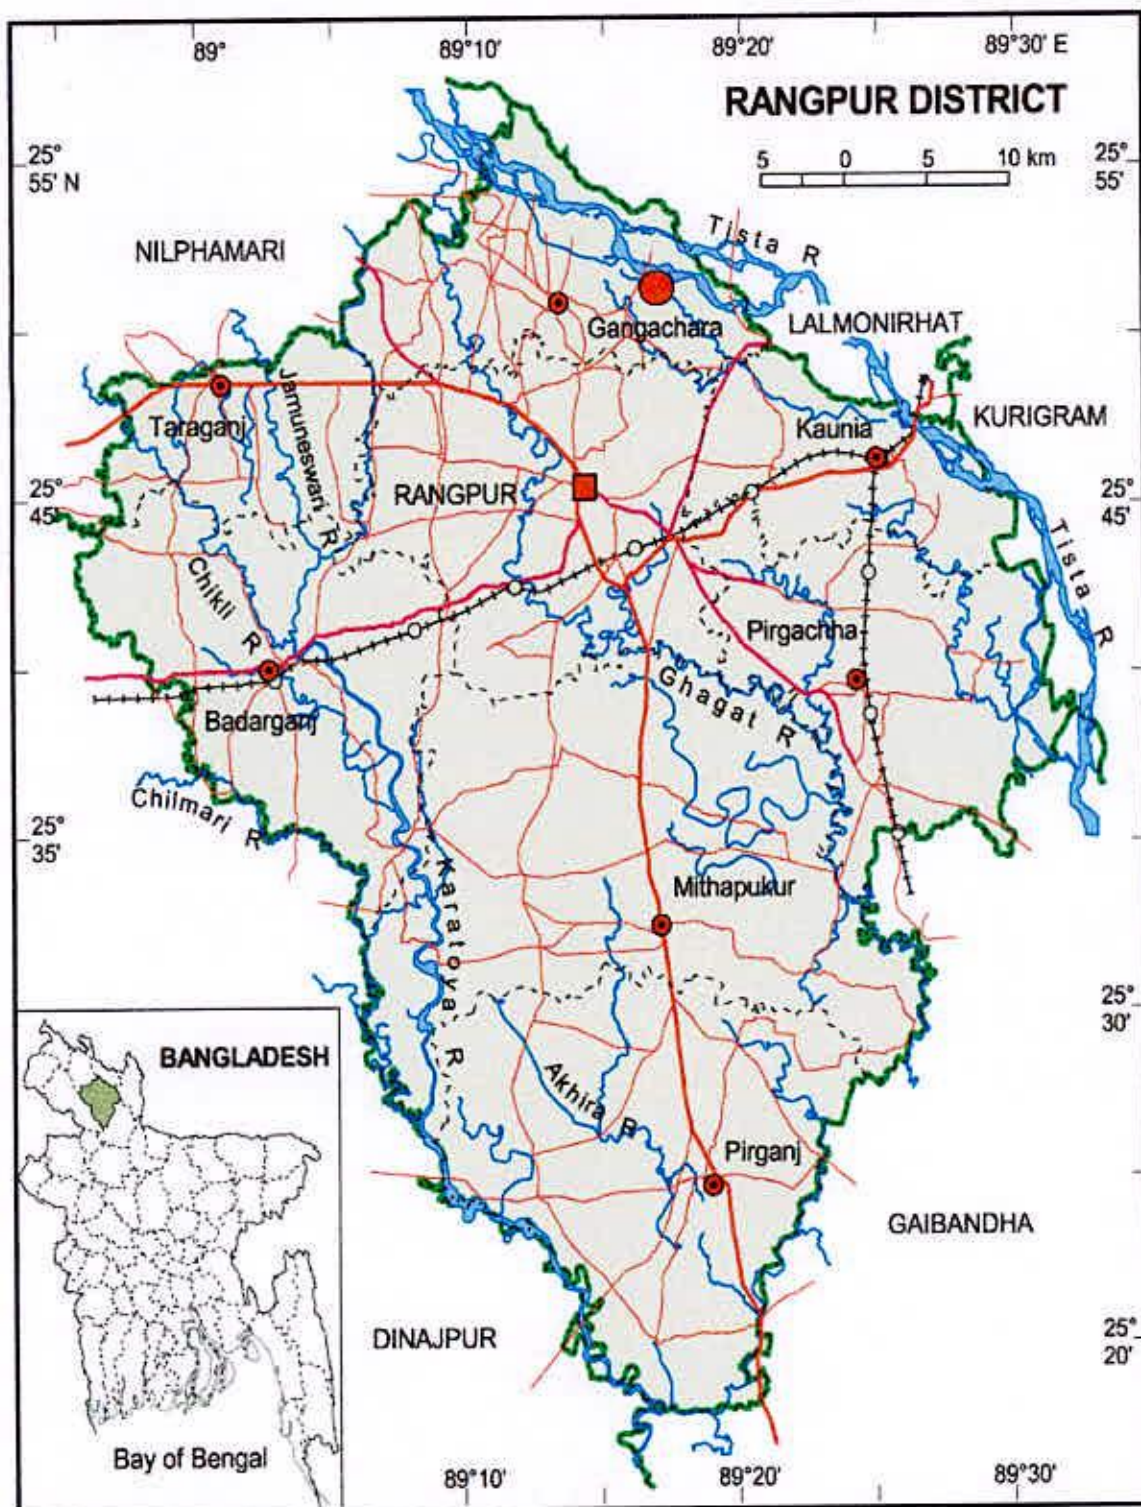 89°
89°10'
89°20'
89°30' E
RANGPUR DISTRICT
5 0 5 10 km
25°
55' N
25°
55'
NILPHAMARI
Tista R
Gangachara
LALMONIRHAT
KURIGRAM
Taraganj
Jamuneswari R
Kaunia
RANGPUR
25°
45'
25°
45'
Tista R
Chikli R
Pirgachha
Ghagat R
Badarganj
Chilmari R
25°
35'
Karatoya R
Mithapukur
25°
30'
BANGLADESH
Akhira R
Pirganj
GAIBANDHA
DINAJPUR
25°
20'
Bay of Bengal
89°10'
89°20'
89°30'